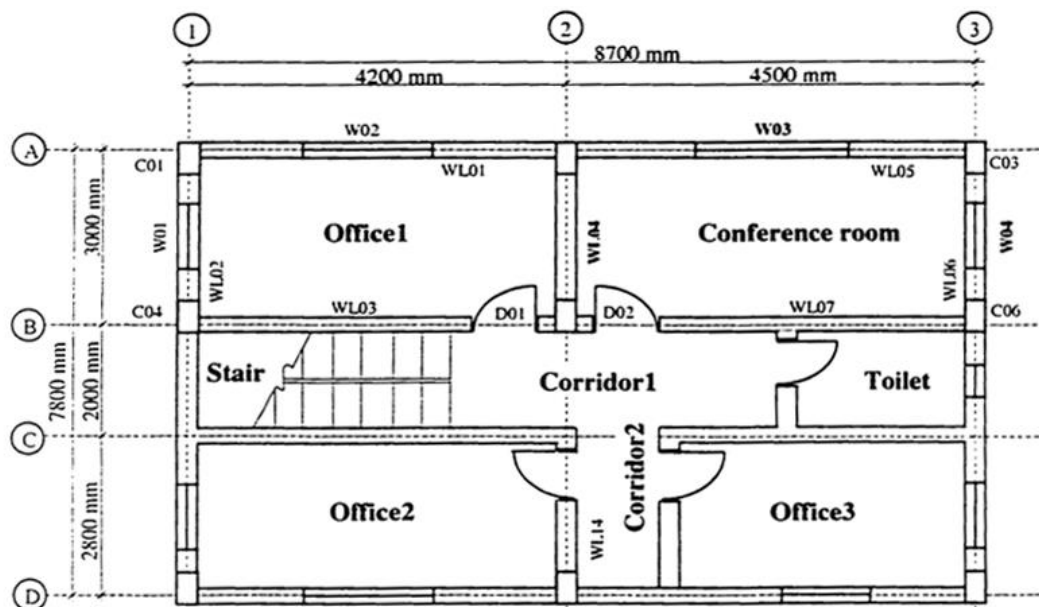 1
2
3
8700 mm
4200 mm
4500 mm
W02
W03
A
C01
WL01
WL05
C03
3000 mm
W01
Office1
WL04
Conference room
W04
WL02
WL06
C04
WL03
D01
D02
WL07
C06
B
7800 mm
2000 mm
Stair
Corridor1
Toilet
C
Corridor2
2800 mm
Office2
WL14
Office3
D